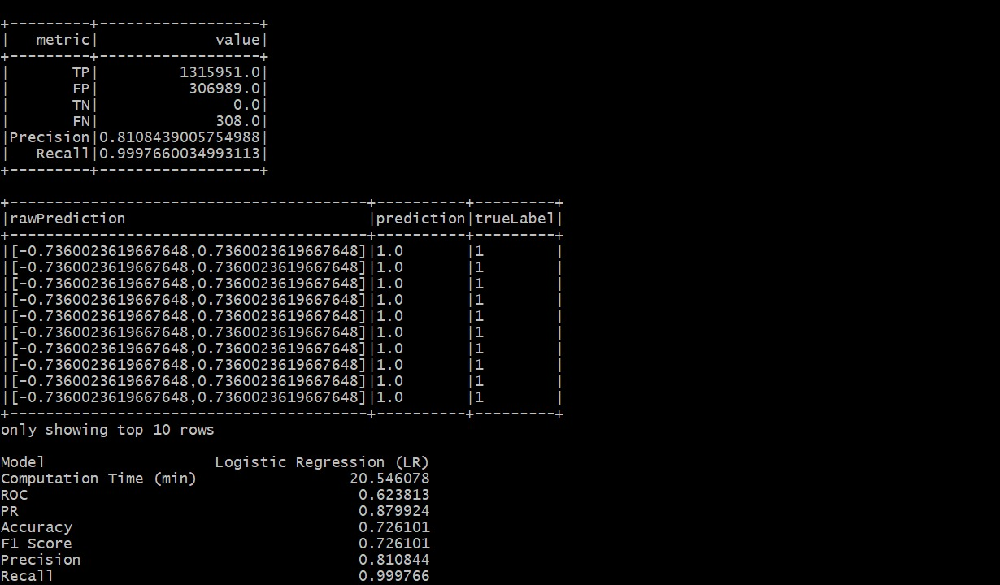 +---------+------------------+
|   metric|             value|
+---------+------------------+
|       TP|         1315951.0|
|       FP|          306989.0|
|       TN|               0.0|
|       FN|             308.0|
|Precision|0.8108439005754988|
|   Recall|0.9997660034993113|
+---------+------------------+
+----------------------------------------+----------+---------+
|rawPrediction                           |prediction|trueLabel|
+----------------------------------------+----------+---------+
|[-0.7360023619667648,0.7360023619667648]|1.0       |1        |
|[-0.7360023619667648,0.7360023619667648]|1.0       |1        |
|[-0.7360023619667648,0.7360023619667648]|1.0       |1        |
|[-0.7360023619667648,0.7360023619667648]|1.0       |1        |
|[-0.7360023619667648,0.7360023619667648]|1.0       |1        |
|[-0.7360023619667648,0.7360023619667648]|1.0       |1        |
|[-0.7360023619667648,0.7360023619667648]|1.0       |1        |
|[-0.7360023619667648,0.7360023619667648]|1.0       |1        |
|[-0.7360023619667648,0.7360023619667648]|1.0       |1        |
|[-0.7360023619667648,0.7360023619667648]|1.0       |1        |
+----------------------------------------+----------+---------+
only showing top 10 rows
Model                   Logistic Regression (LR)
Computation Time (min)                 20.546078
ROC                                     0.623813
PR                                      0.879924
Accuracy                                0.726101
F1 Score                                0.726101
Precision                               0.810844
Recall                                  0.999766